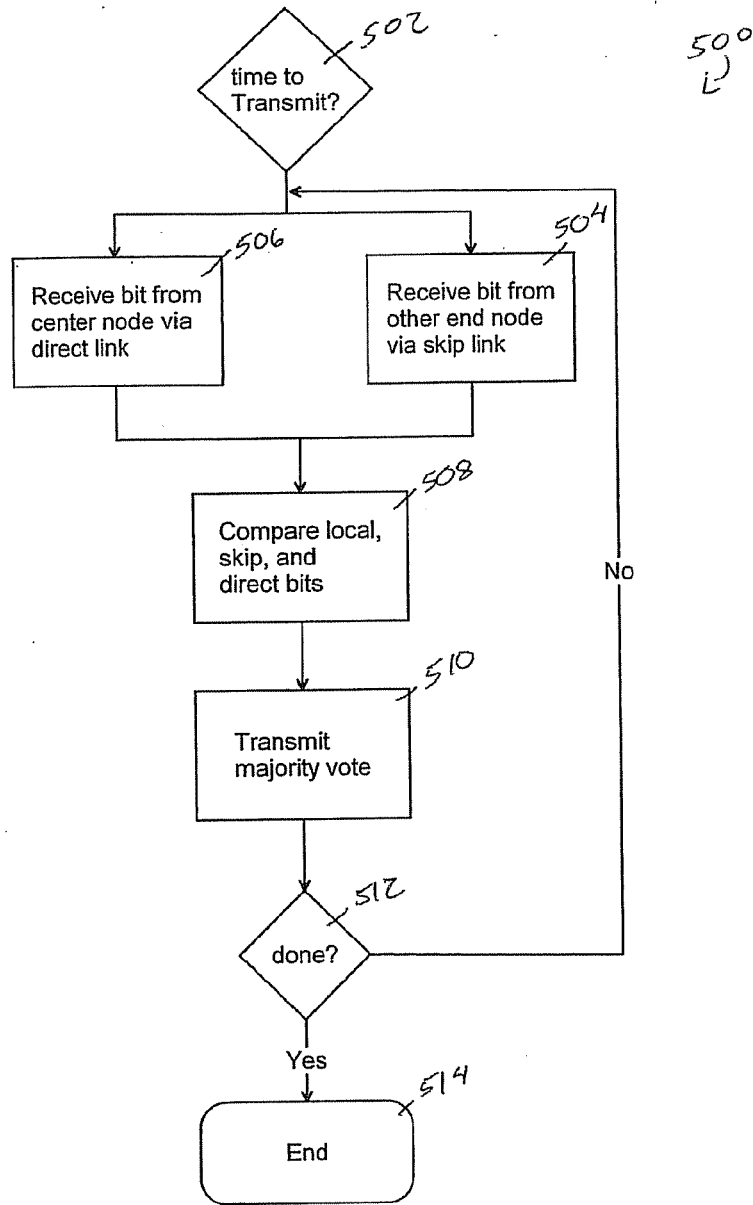 502
500
time to
Transmit?
506
504
Receive bit from
center node via
direct link
Receive bit from
other end node
via skip link
508
Compare local,
skip, and
direct bits
No
510
Transmit
majority vote
512
done?
Yes
514
End